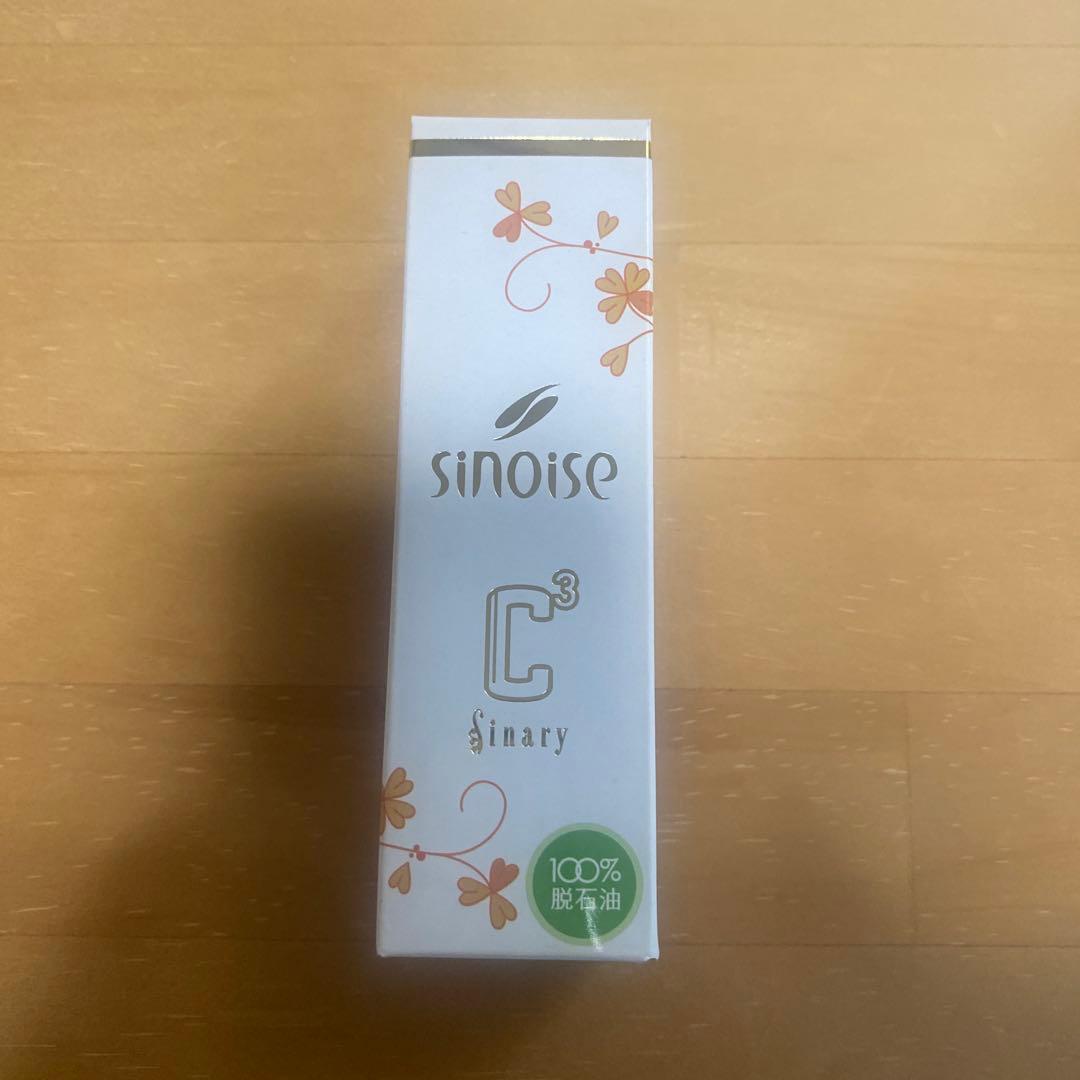 sinoise
C³
Sinary
100%
脱石油